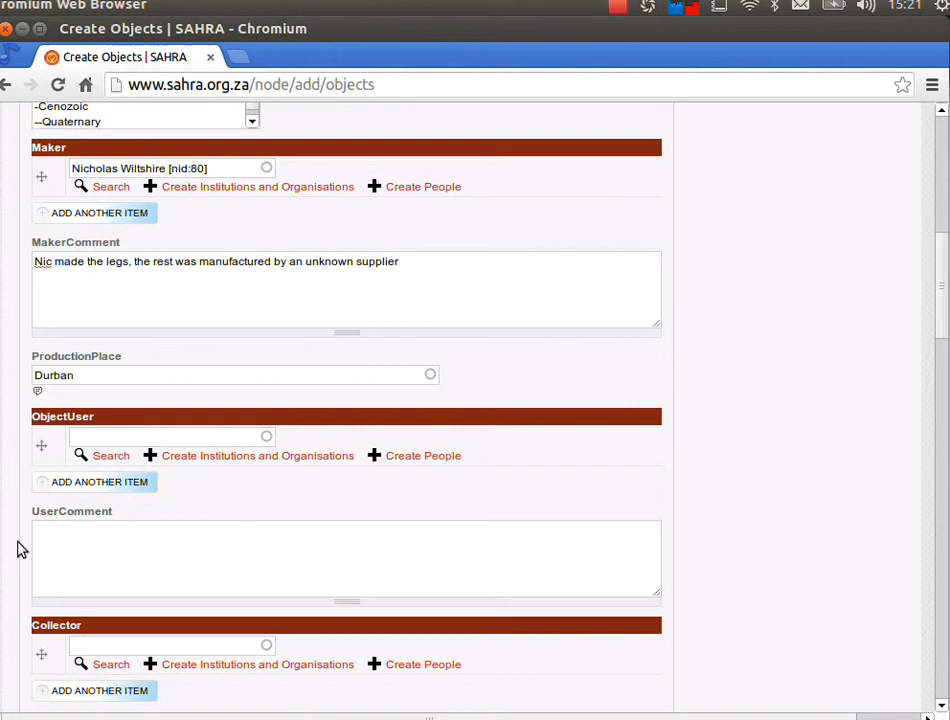 romium Web Browser
15:21
Create Objects | SAHRA - Chromium
Create Objects | SAHRA
www.sahra.org.za/node/add/objects
-Cenozoic
--Quaternary
Maker
Nicholas Wiltshire [nid:80]
Search Create Institutions and Organisations Create People
ADD ANOTHER ITEM
MakerComment
Nic made the legs, the rest was manufactured by an unknown supplier
ProductionPlace
Durban
ObjectUser
Search Create Institutions and Organisations Create People
ADD ANOTHER ITEM
UserComment
Collector
Search Create Institutions and Organisations Create People
ADD ANOTHER ITEM